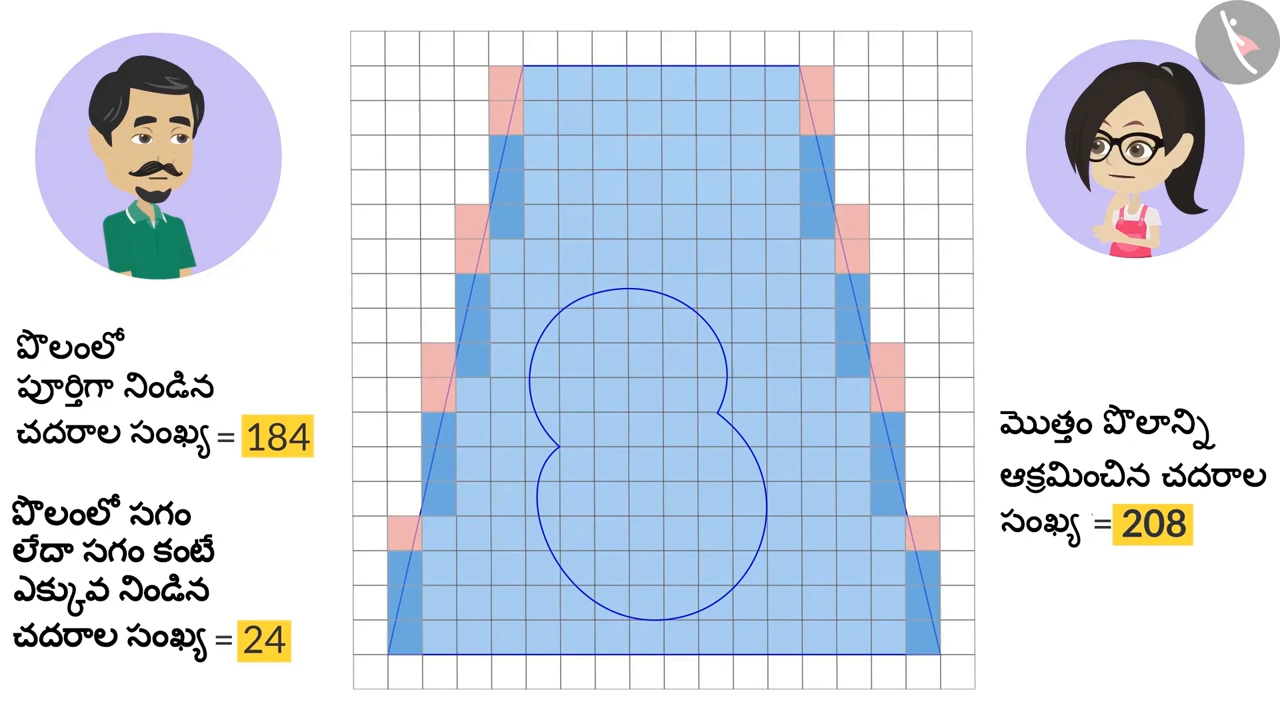 పొలంలో
పూర్తిగా నిండిన
చదరాల సంఖ్య = 184
పొలంలో సగం
లేదా సగం కంటే
ఎక్కువ నిండిన
చదరాల సంఖ్య = 24
మొత్తం పొలాన్ని
ఆక్రమించిన చదరాల
సంఖ్య = 208